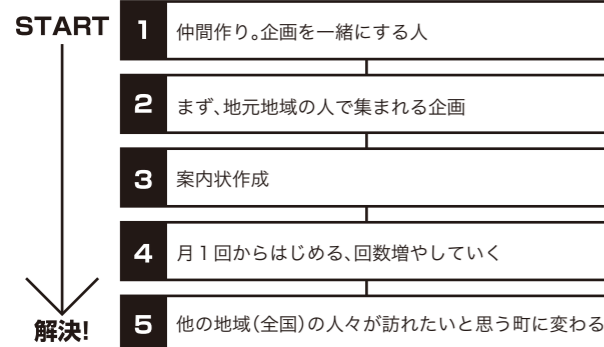 START
1 仲間作り。企画を一緒にする人
2 まず、地元地域の人で集まれる企画
3 案内状作成
4 月1回からはじめる、回数増やしていく
5 他の地域(全国)の人々が訪れたいと思う町に変わる
解決!